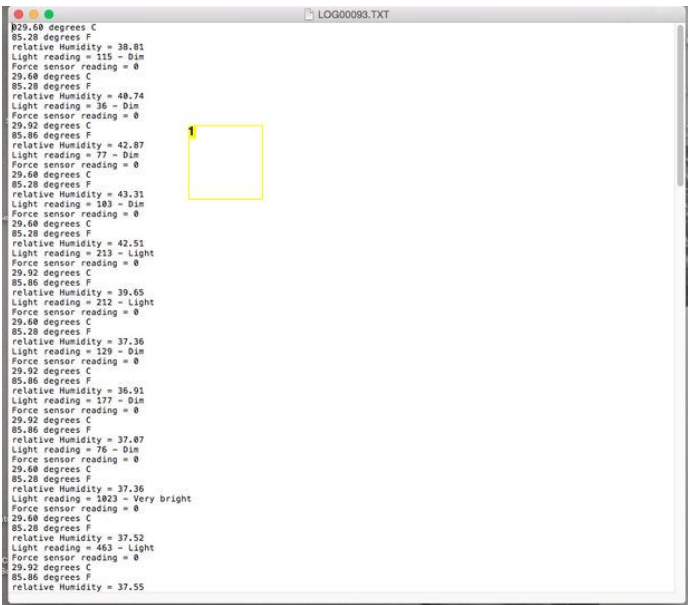 LOG00093.TXT
029.60 degrees C
85.28 degrees F
relative Humidity = 38.81
Light reading = 115 - Dim
Force sensor reading = 0
29.60 degrees C
85.28 degrees F
relative Humidity = 40.74
Light reading = 36 - Dim
Force sensor reading = 0
29.92 degrees C
85.86 degrees F
relative Humidity = 42.87
Light reading = 77 - Dim
Force sensor reading = 0
29.60 degrees C
85.28 degrees F
relative Humidity = 43.31
Light reading = 103 - Dim
Force sensor reading = 0
29.60 degrees C
85.28 degrees F
relative Humidity = 42.51
Light reading = 213 - Light
Force sensor reading = 0
29.92 degrees C
85.86 degrees F
relative Humidity = 39.65
Light reading = 212 - Light
Force sensor reading = 0
29.60 degrees C
85.28 degrees F
relative Humidity = 37.36
Light reading = 129 - Dim
Force sensor reading = 0
29.92 degrees C
85.86 degrees F
relative Humidity = 36.91
Light reading = 177 - Dim
Force sensor reading = 0
29.92 degrees C
85.86 degrees F
relative Humidity = 37.07
Light reading = 76 - Dim
Force sensor reading = 0
29.60 degrees C
85.28 degrees F
relative Humidity = 37.36
Light reading = 1023 - Very bright
Force sensor reading = 0
29.60 degrees C
85.28 degrees F
relative Humidity = 37.52
Light reading = 463 - Light
Force sensor reading = 0
29.92 degrees C
85.86 degrees F
relative Humidity = 37.55
1